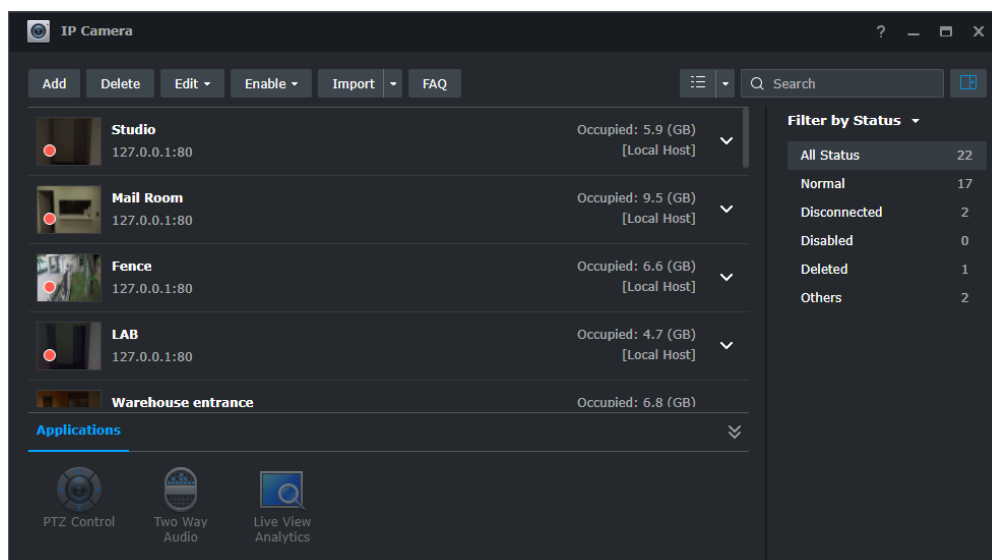 IP Camera
Add Delete Edit Enable Import FAQ Search
Studio Occupied: 5.9 (GB)
127.0.0.1:80 [Local Host]
Mail Room Occupied: 9.5 (GB)
127.0.0.1:80 [Local Host]
Fence Occupied: 6.6 (GB)
127.0.0.1:80 [Local Host]
LAB Occupied: 4.7 (GB)
127.0.0.1:80 [Local Host]
Warehouse entrance Occupied: 6.8 (GB)
Applications
PTZ Control
Two Way
Audio
Live View
Analytics
Filter by Status
All Status 22
Normal 17
Disconnected 2
Disabled 0
Deleted 1
Others 2